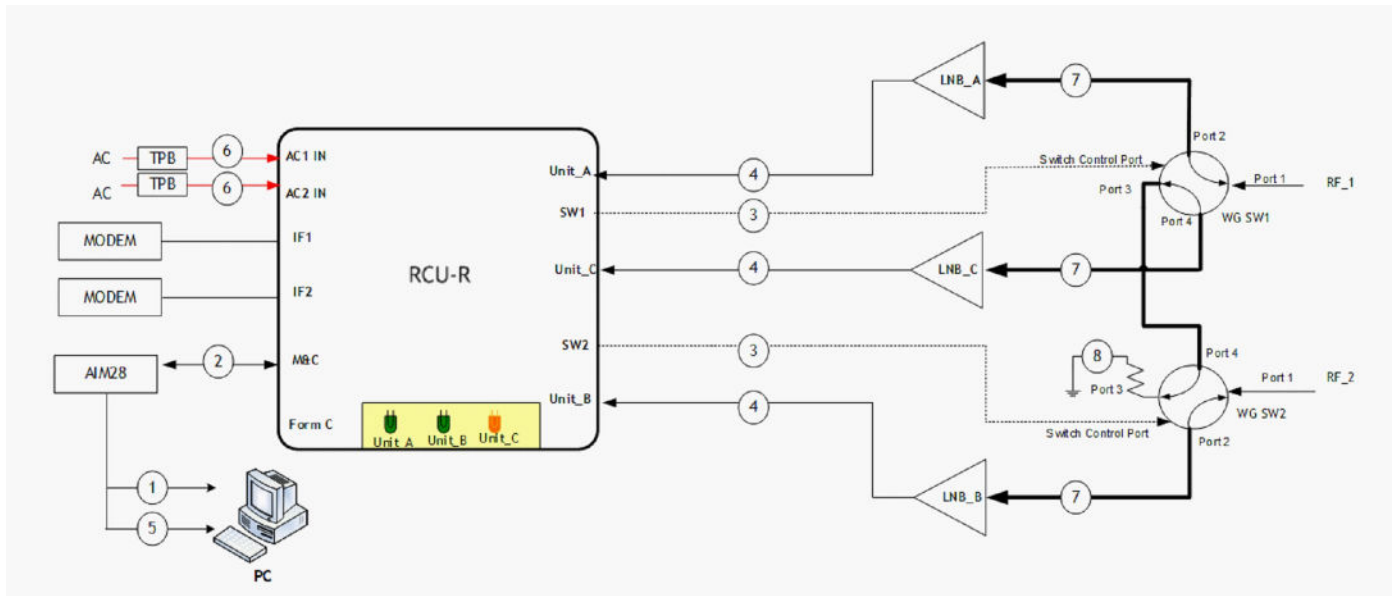 LNB_A
7
Port 2
AC
TPB
6
AC1 IN
Unit_A
4
Switch Control Port
Port 1
RF_1
AC
TPB
6
AC2 IN
SW1
3
Port 3
Port 4
WG SW1
MODEM
IF1
RCU-R
Unit_C
4
LNB_C
7
MODEM
IF2
SW2
3
Port 4
8
AIM28
2
M&C
Port 3
Port 1
RF_2
Unit_B
4
WG SW2
Form C
Unit_A
Unit_B
Unit_C
Switch Control Port
Port 2
1
LNB_B
7
5
PC